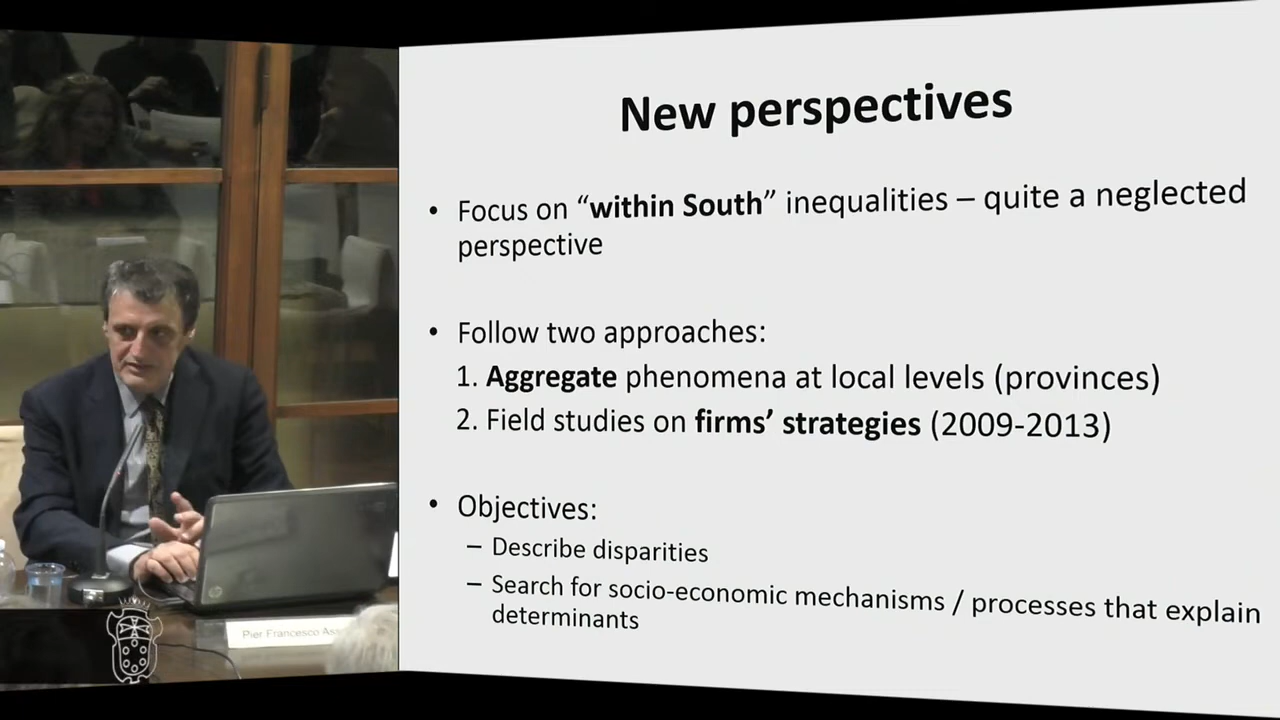 New perspectives
• Focus on “within South” inequalities – quite a neglected
perspective
• Follow two approaches:
1. Aggregate phenomena at local levels (provinces)
2. Field studies on firms’ strategies (2009-2013)
• Objectives:
– Describe disparities
– Search for socio-economic mechanisms / processes that explain
determinants
Pier Francesco